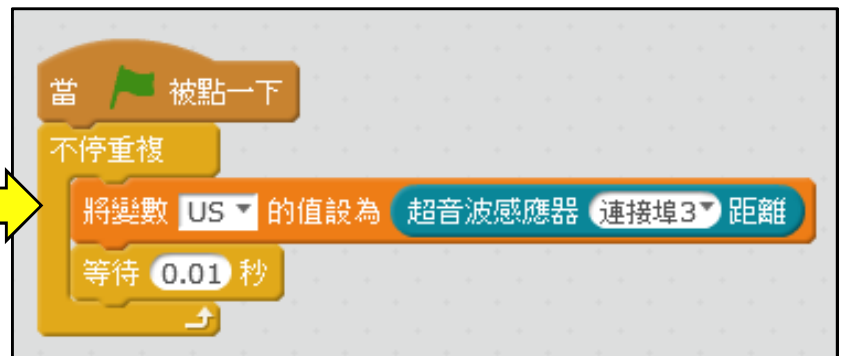 當 被點一下
不停重複
將變數 US 的值設為 超音波感應器 連接埠3 距離
等待 0.01 秒